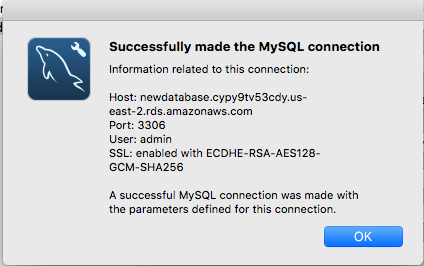 Successfully made the MySQL connection
Information related to this connection:
Host: newdatabase.cypy9tv53cdy.us-
east-2.rds.amazonaws.com
Port: 3306
User: admin
SSL: enabled with ECDHE-RSA-AES128-
GCM-SHA256
A successful MySQL connection was made with
the parameters defined for this connection.
OK